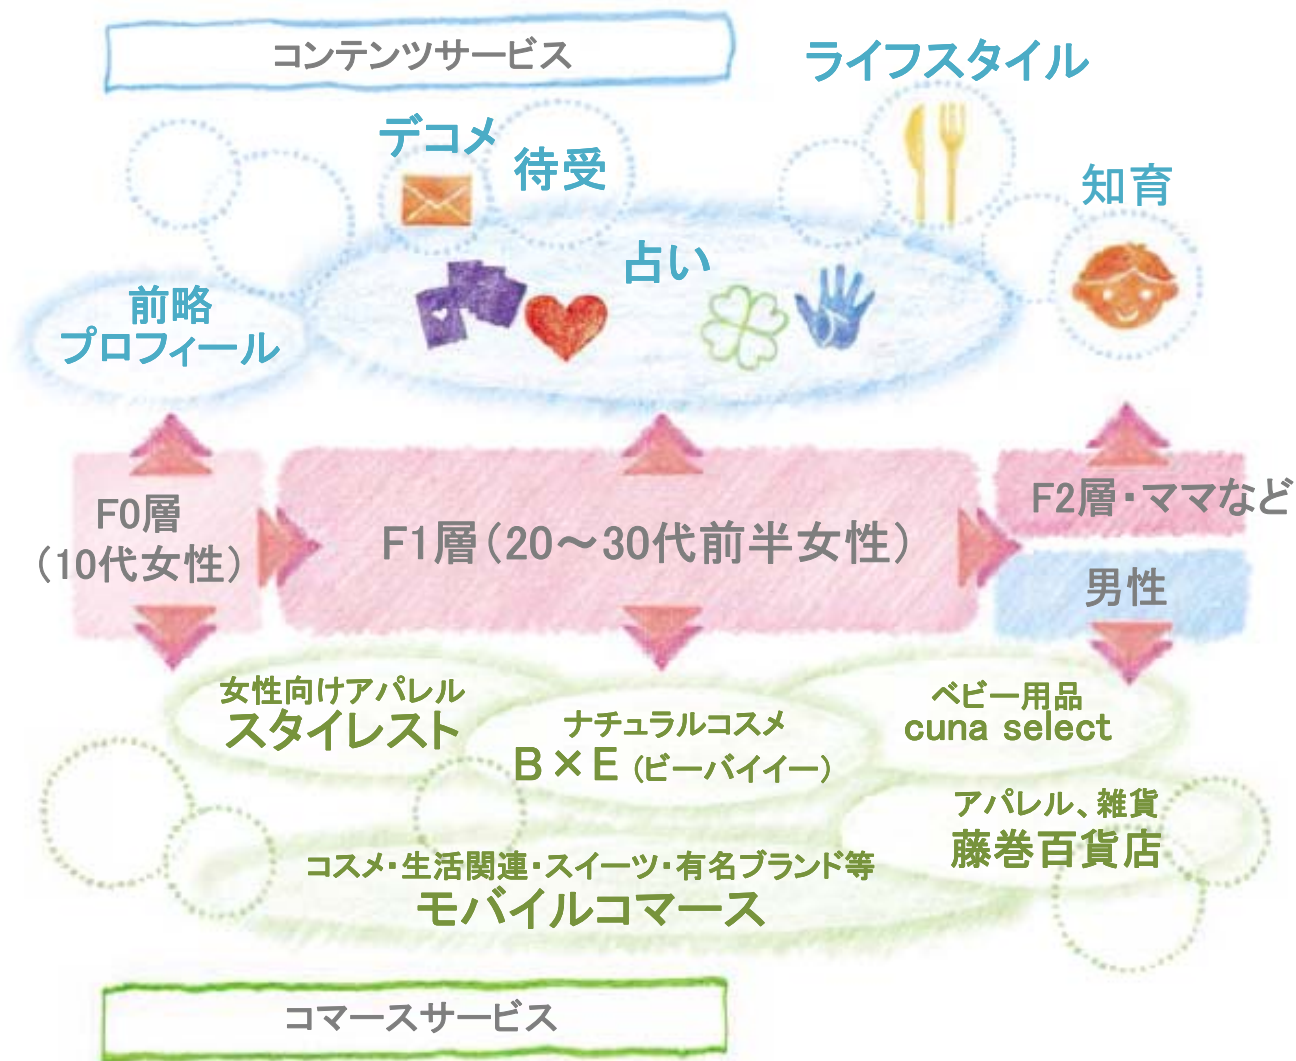 コンテンツサービス
ライフスタイル
デコメ
待受
知育
占い
前略
プロフィール
F0層
(10代女性)
F1層(20～30代前半女性)
F2層・ママなど
男性
女性向けアパレル
スタイレスト
ナチュラルコスメ
B×E(ビーバイイー)
ベビー用品
cuna select
アパレル、雑貨
藤巻百貨店
コスメ・生活関連・スイーツ・有名ブランド等
モバイルコマース
コマースサービス